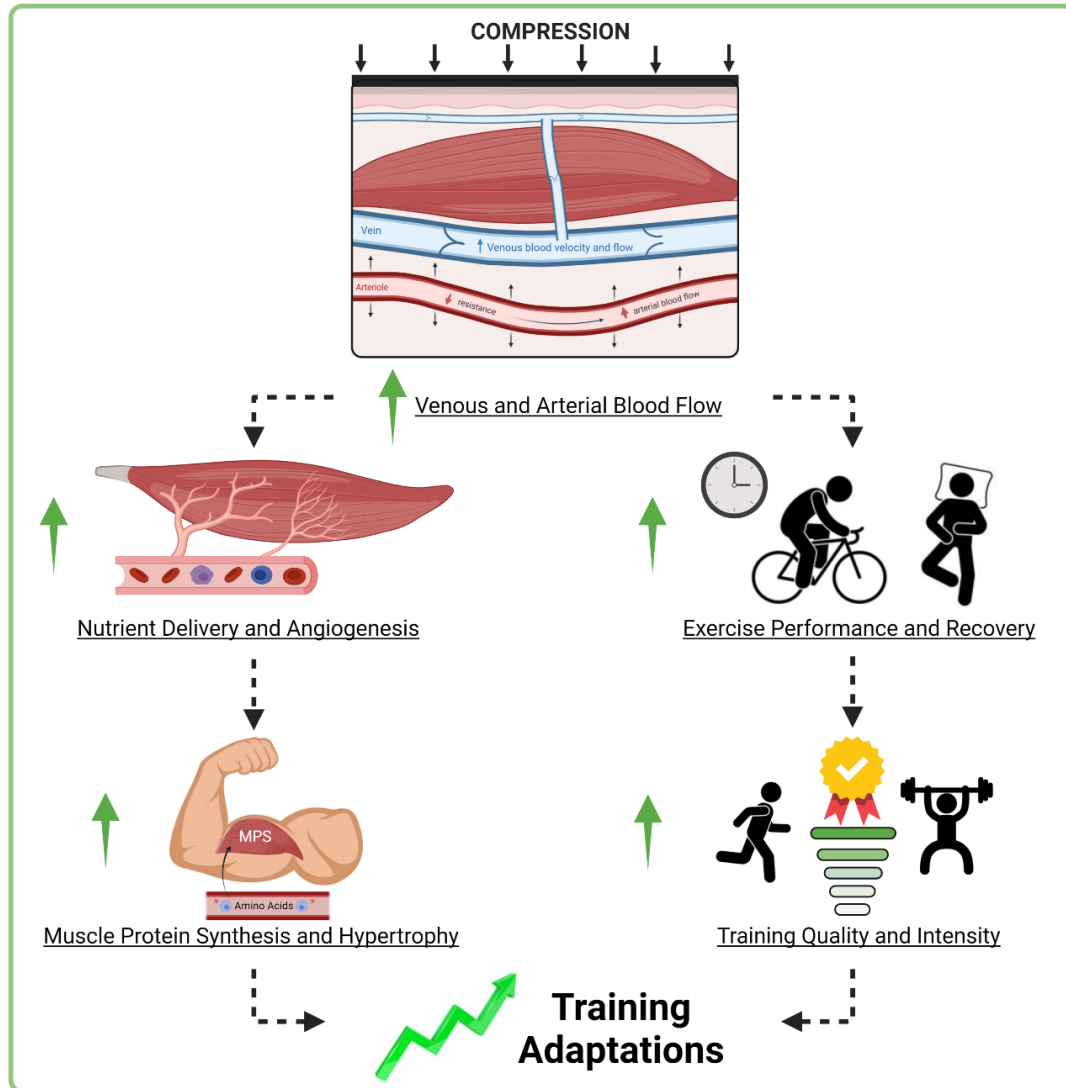 COMPRESSION
Vein
Venous blood velocity and flow
Arteriole
resistance
arterial blood flow
Venous and Arterial Blood Flow
Nutrient Delivery and Angiogenesis
Exercise Performance and Recovery
MPS
Amino Acids
Muscle Protein Synthesis and Hypertrophy
Training Quality and Intensity
Training
Adaptations